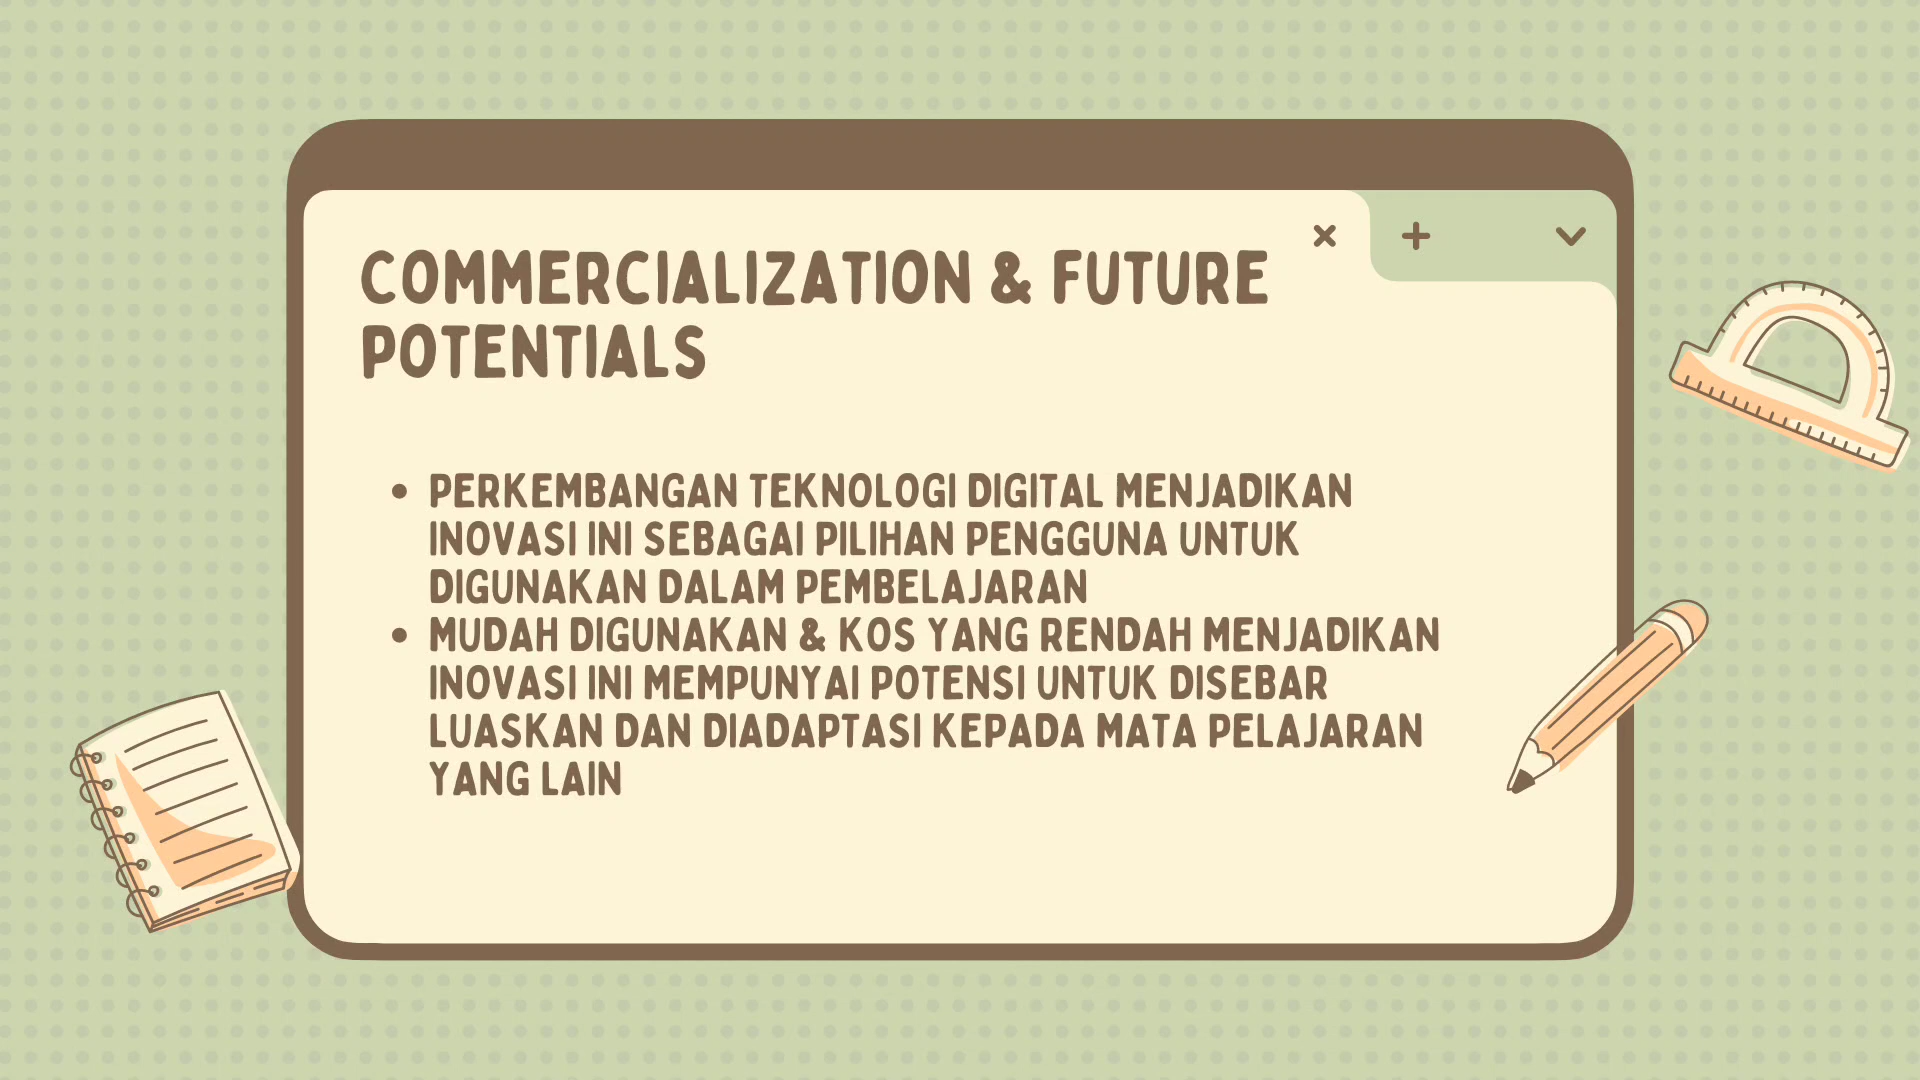 COMMERCIALIZATION & FUTURE
POTENTIALS
• PERKEMBANGAN TEKNOLOGI DIGITAL MENJADIKAN
INOVASI INI SEBAGAI PILIHAN PENGGUNA UNTUK
DIGUNAKAN DALAM PEMBELAJARAN
• MUDAH DIGUNAKAN & KOS YANG RENDAH MENJADIKAN
INOVASI INI MEMPUNYAI POTENSI UNTUK DISEBAR
LUASKAN DAN DIADAPTASI KEPADA MATA PELAJARAN
YANG LAIN